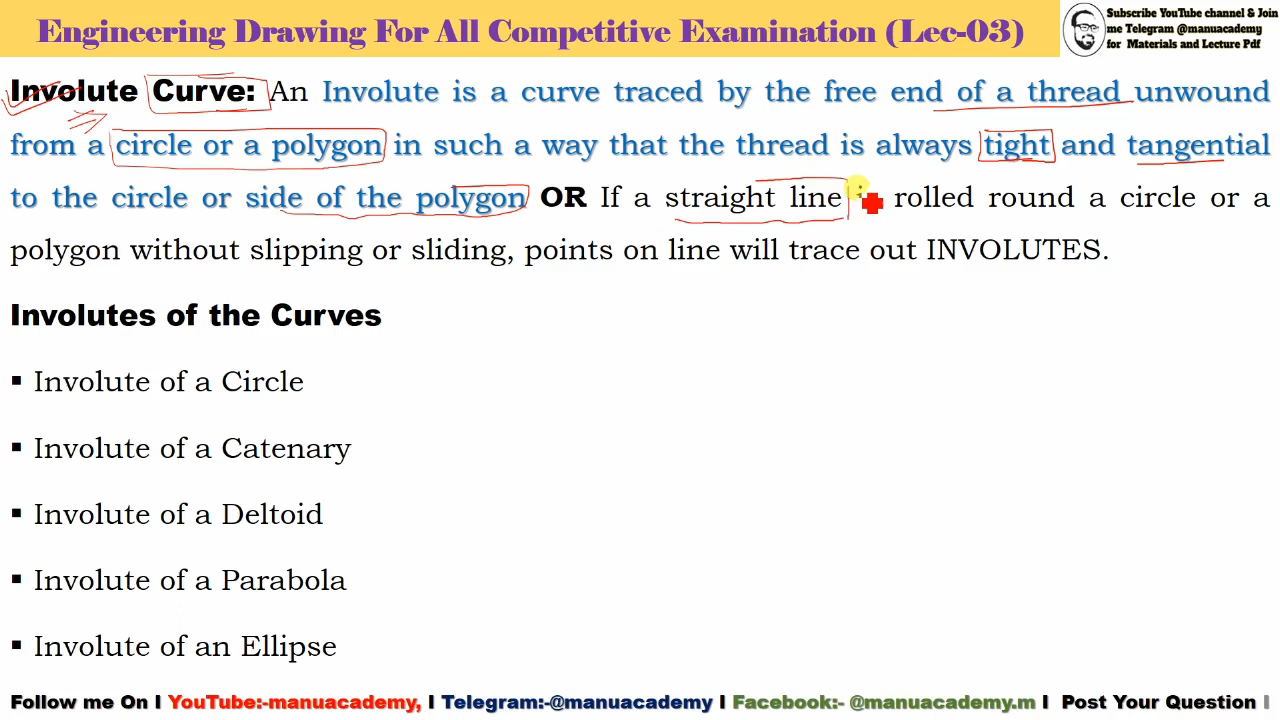 Engineering Drawing For All Competitive Examination (Lec-03)
Subscribe YouTube channel & Join
me Telegram @manuacademy
for Materials and Lecture Pdf
Involute Curve: An Involute is a curve traced by the free end of a thread unwound
from a circle or a polygon in such a way that the thread is always tight and tangential
to the circle or side of the polygon OR If a straight line rolled round a circle or a
polygon without slipping or sliding, points on line will trace out INVOLUTES.
Involutes of the Curves
▪ Involute of a Circle
▪ Involute of a Catenary
▪ Involute of a Deltoid
▪ Involute of a Parabola
▪ Involute of an Ellipse
Follow me On I YouTube:-manuacademy, I Telegram:-@manuacademy I Facebook:- @manuacademy.m I Post Your Question I